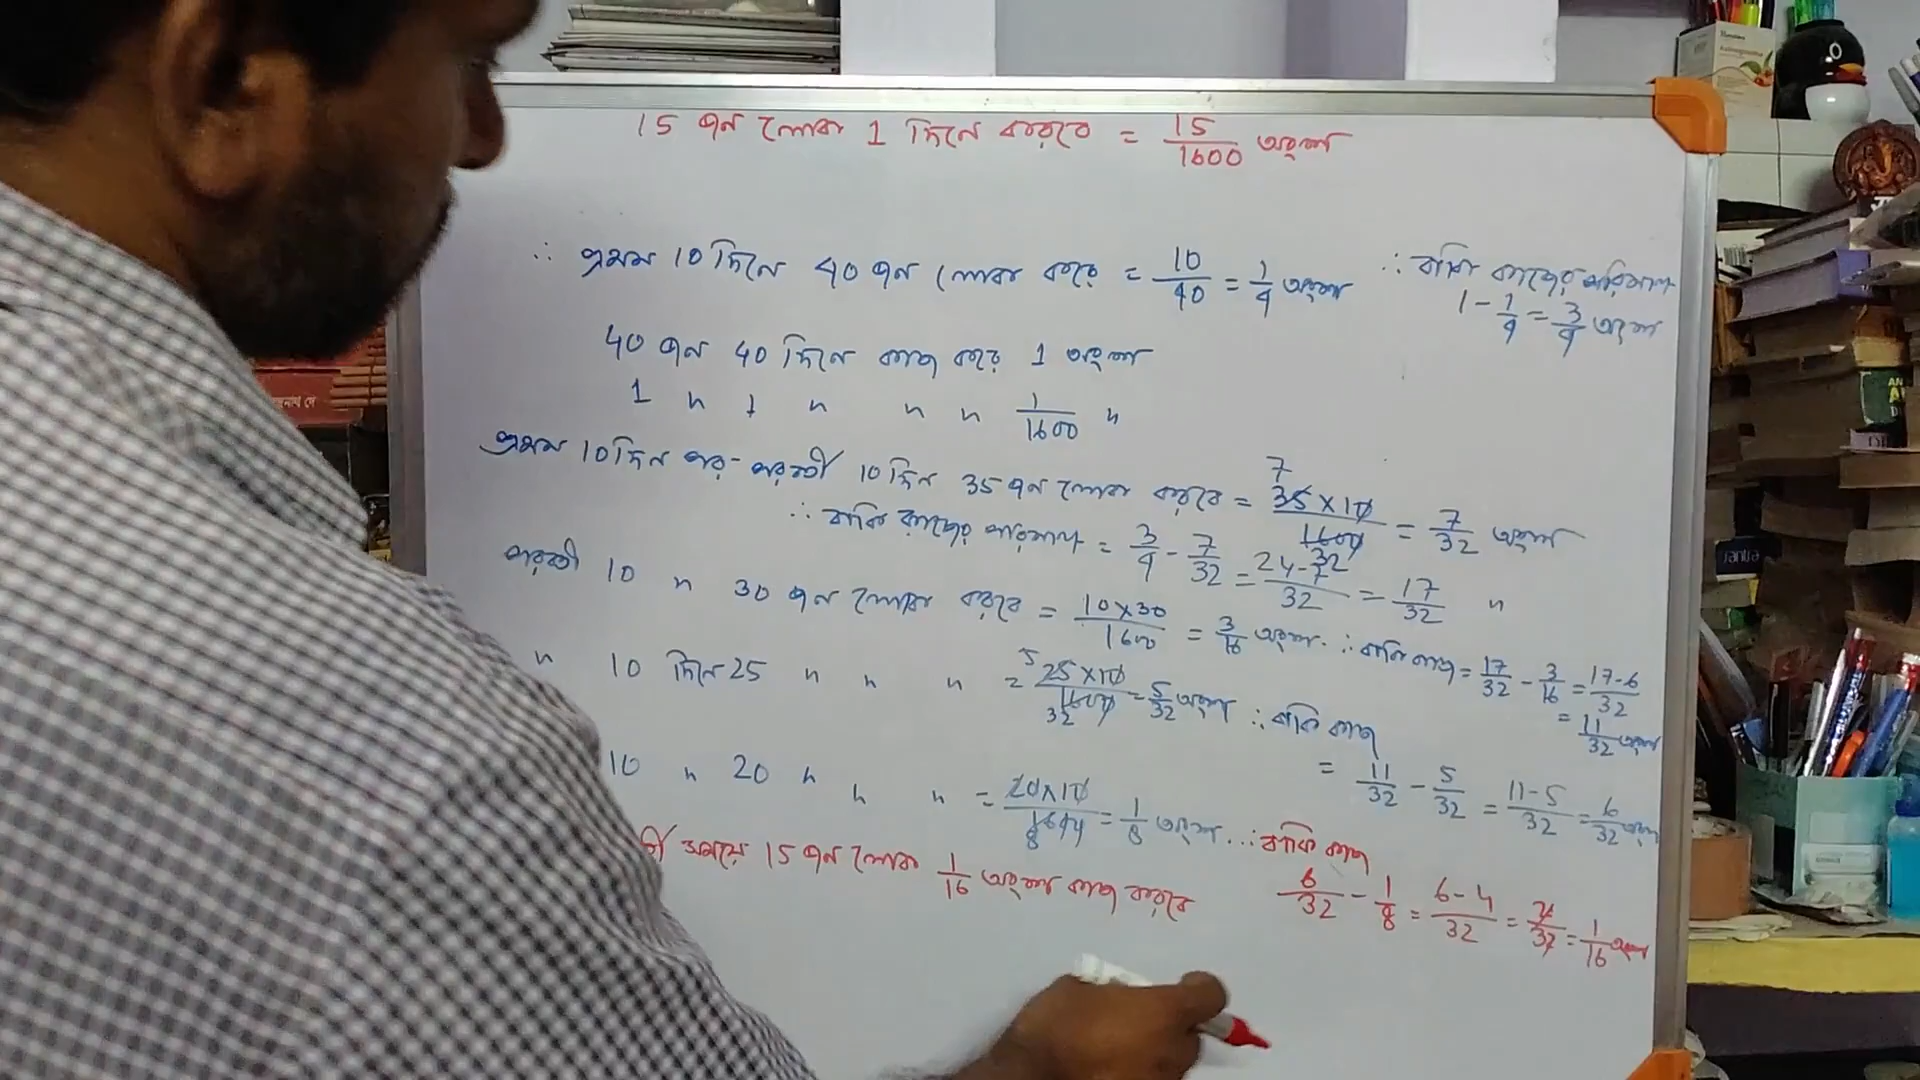 15 জন লোক 1 দিনে করবে = 15/1600 অংশ
∴ প্রথম 10 দিনে 40 জন লোক করে = 10/40 = 1/4 অংশ
∴ বাকি কাজের পরিমাণ
1 - 1/4 = 3/4 অংশ
40 জন 40 দিনে কাজ করে 1 অংশ
1 " 1 " " " 1/1600 "
প্রথম 10 দিন পর - পরবর্তী 10 দিন 35 জন লোক করবে = 35 × 10/1600 = 7/32 অংশ
7
32
∴ বাকি কাজের পরিমাণ = 3/4 - 7/32 = 24-7/32 = 17/32 "
পরবর্তী 10 " 30 জন লোক করবে = 10×30/1600 = 3/16 অংশ ∴ বাকি কাজ = 17/32 - 3/16 = 17-6/32
= 11/32 অংশ
" 10 দিনে 25 " " " = 25 × 10/1600 = 5/32 অংশ ∴ বাকি কাজ
5
32
= 11/32 - 5/32 = 11-5/32 = 6/32 অংশ
10 " 20 " " " = 20×10/1600 = 1/8 অংশ ∴ বাকি কাজ
8
6/32 - 1/8 = 6-4/32 = 2/32 = 1/16 অংশ
র্তী সময়ে 15 জন লোক 1/16 অংশ কাজ করবে